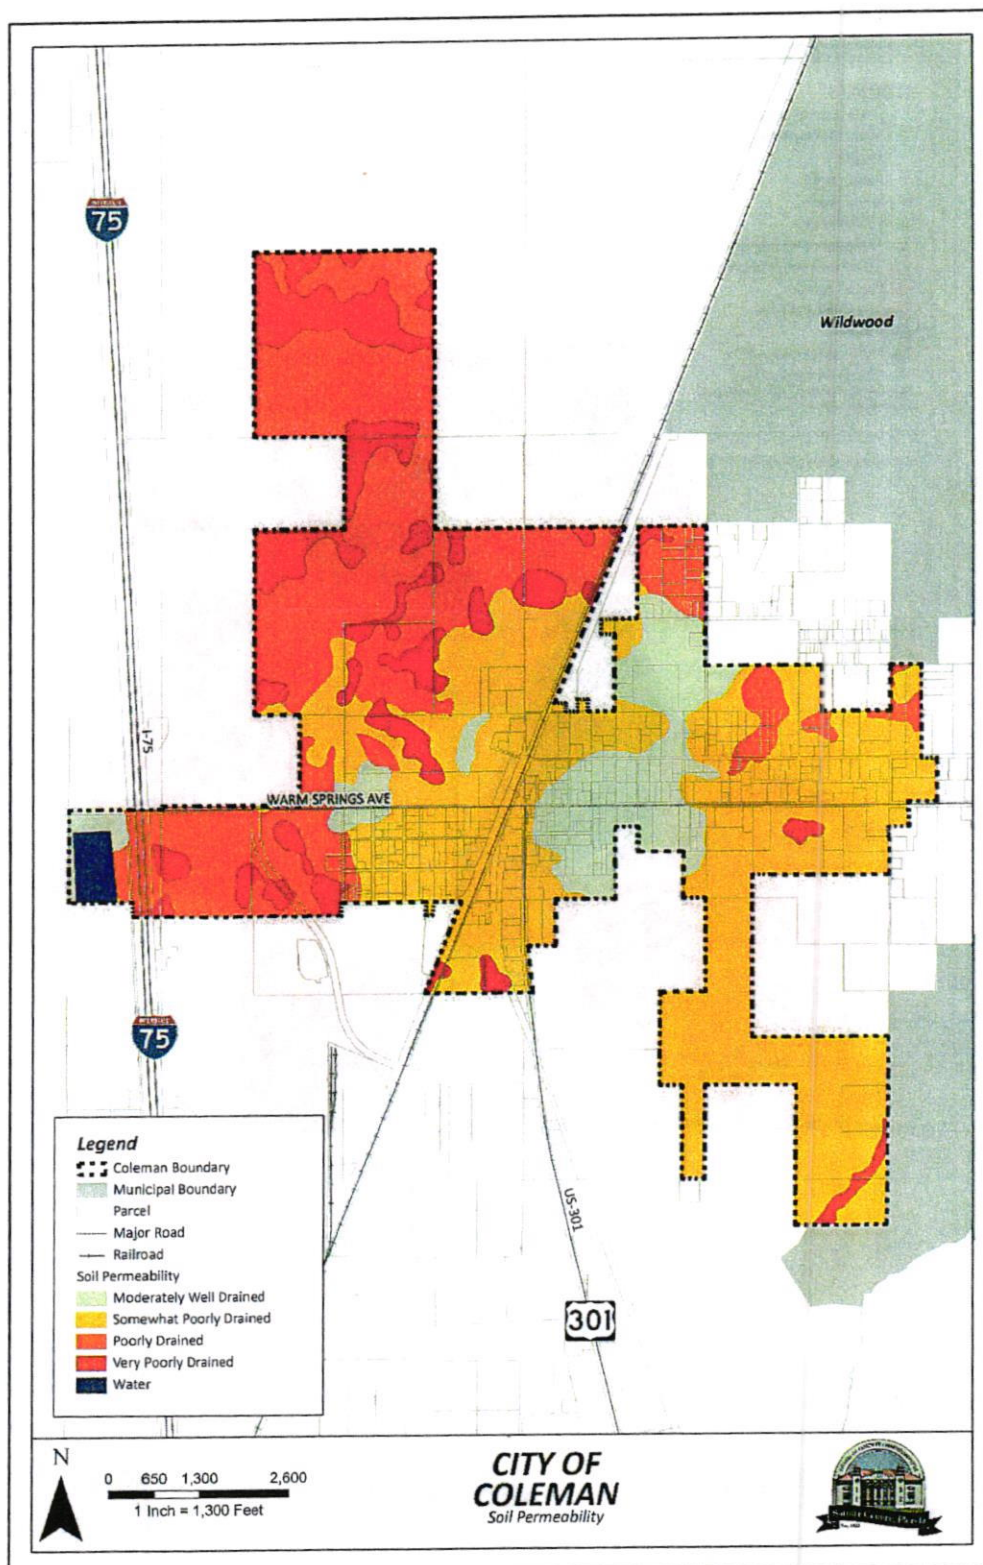 INTERSTATE
75
Wildwood
I-75
WARM SPRINGS AVE
INTERSTATE
75
US-301
301
Legend
Coleman Boundary
Municipal Boundary
Parcel
Major Road
Railroad
Soil Permeability
Moderately Well Drained
Somewhat Poorly Drained
Poorly Drained
Very Poorly Drained
Water
N
0 650 1,300 2,600
1 Inch = 1,300 Feet
CITY OF
COLEMAN
Soil Permeability